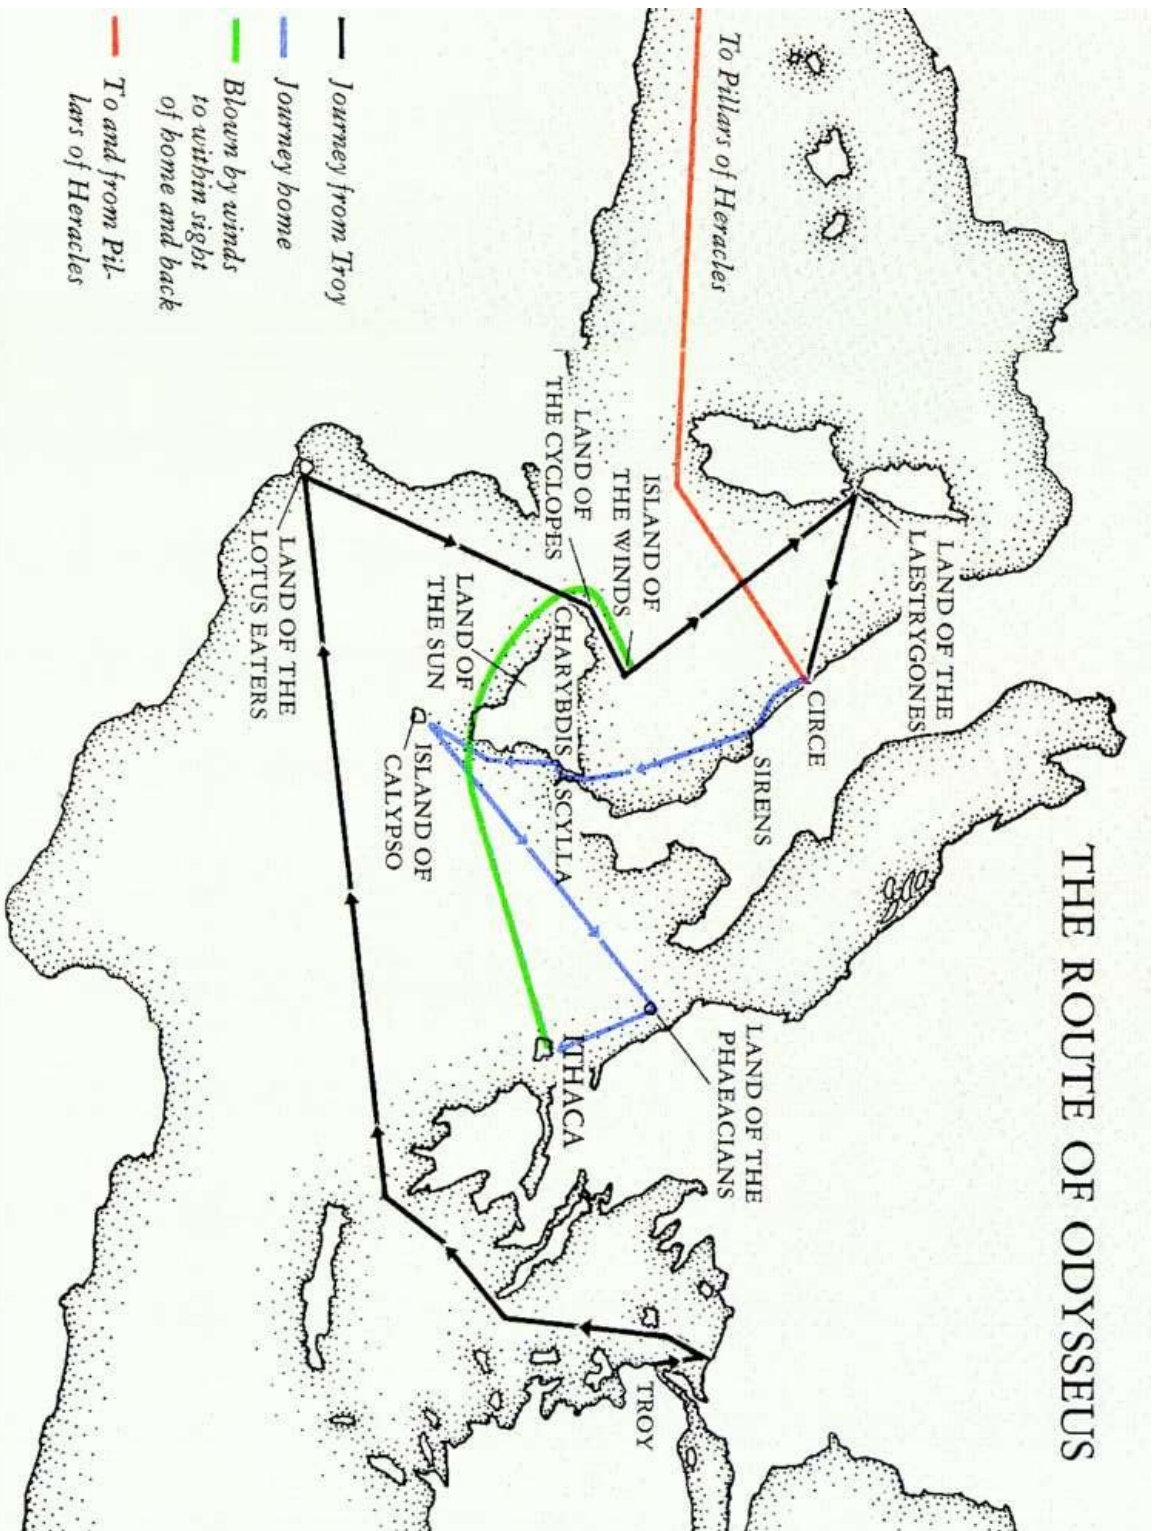 THE ROUTE OF ODYSSEUS
To Pillars of Heracles
LAND OF THE
LAESTRYGONES
CIRCE
SIRENS
ISLAND OF
THE WINDS
LAND OF
THE CYCLOPES
CHARYBDIS
SCYLLA
LAND OF
THE SUN
ISLAND OF
CALYPSO
LAND OF THE
PHAEACIANS
ITHACA
TROY
LAND OF THE
LOTUS EATERS
Journey from Troy
Journey home
Blown by winds
to within sight
of home and back
To and from Pil-
lars of Heracles